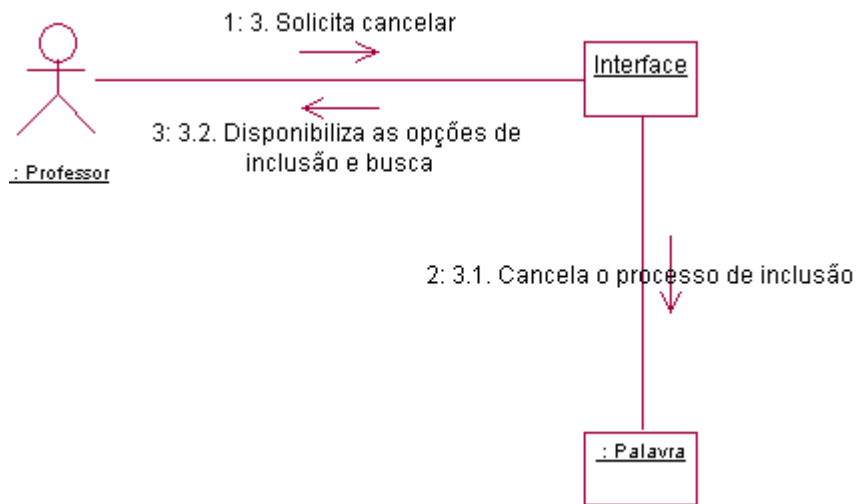 1: 3. Solicita cancelar
Interface
3: 3.2. Disponibiliza as opções de
inclusão e busca
: Professor
2: 3.1. Cancela o processo de inclusão
: Palavra